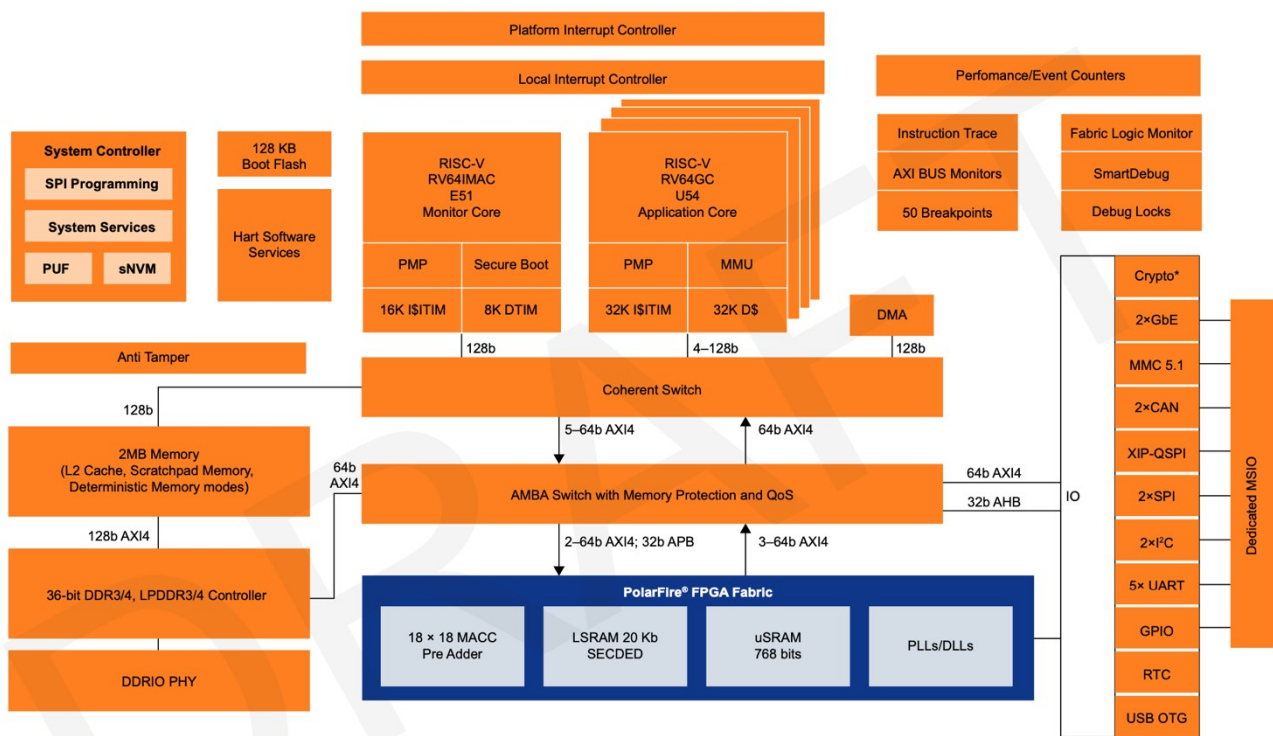 Platform Interrupt Controller
Local Interrupt Controller
Perfomance/Event Counters
System Controller
SPI Programming
System Services
PUF
sNVM
128 KB
Boot Flash
Hart Software
Services
RISC-V
RV64IMAC
E51
Monitor Core
PMP
Secure Boot
16K I$ITIM
8K DTIM
RISC-V
RV64GC
U54
Application Core
PMP
MMU
32K I$ITIM
32K D$
Instruction Trace
AXI BUS Monitors
50 Breakpoints
Fabric Logic Monitor
SmartDebug
Debug Locks
DMA
128b
4–128b
128b
Anti Tamper
Coherent Switch
128b
5–64b AXI4
64b AXI4
2MB Memory
(L2 Cache, Scratchpad Memory,
Deterministic Memory modes)
64b
AXI4
AMBA Switch with Memory Protection and QoS
64b AXI4
32b AHB
IO
128b AXI4
2–64b AXI4; 32b APB
3–64b AXI4
36-bit DDR3/4, LPDDR3/4 Controller
DDRIO PHY
PolarFire® FPGA Fabric
18 × 18 MACC
Pre Adder
LSRAM 20 Kb
SECDED
uSRAM
768 bits
PLLs/DLLs
Crypto*
2×GbE
MMC 5.1
2×CAN
XIP-QSPI
2×SPI
2×I²C
5× UART
GPIO
RTC
USB OTG
Dedicated MSIO
DRAFT